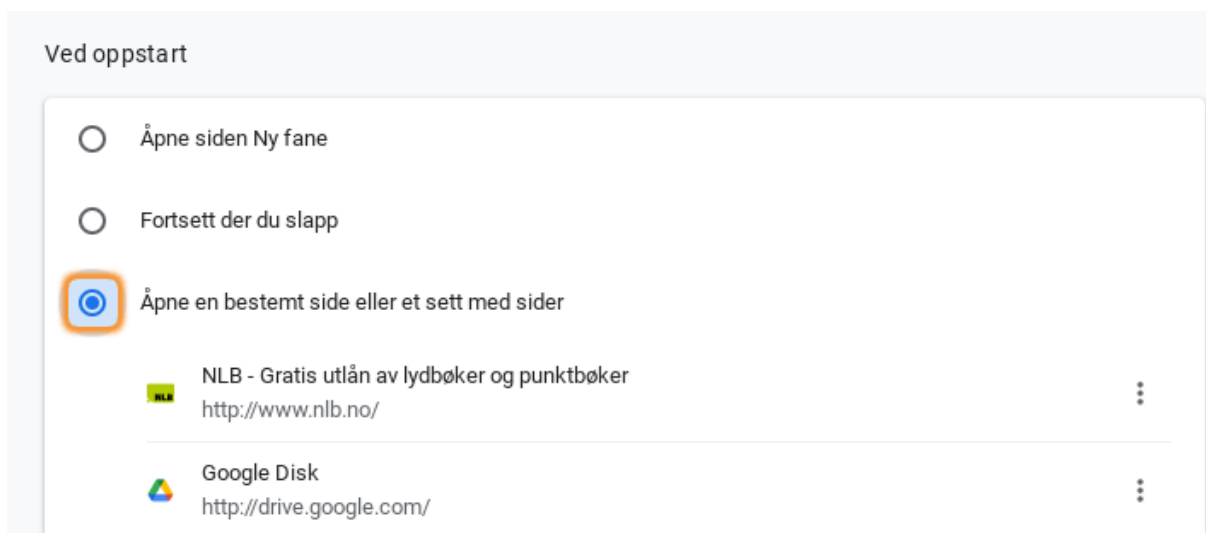 Ved oppstart
Åpne siden Ny fane
Fortsett der du slapp
Åpne en bestemt side eller et sett med sider
NLB - Gratis utlån av lydbøker og punktbøker
NLB
http://www.nlb.no/
Google Disk
http://drive.google.com/